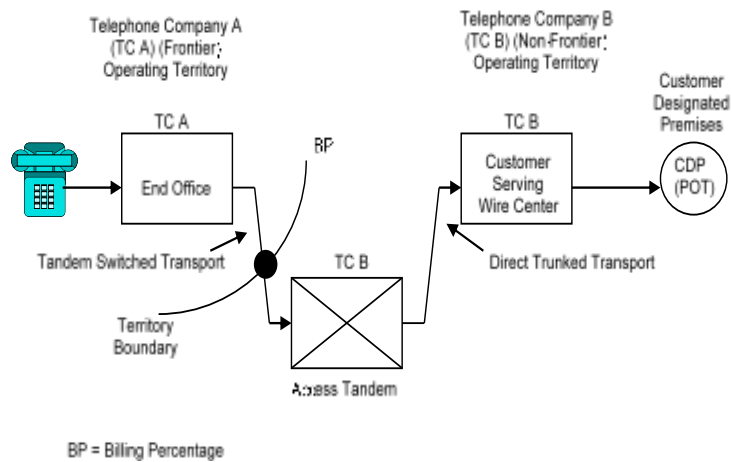 Telephone Company A
(TC A) (Frontier)
Operating Territory
Telephone Company B
(TC B) (Non-Frontier)
Operating Territory
Customer
Designated
Premises
TC A
End Office
BP
TC B
Customer
Serving
Wire Center
CDP
(POT)
Tandem Switched Transport
TC B
Direct Trunked Transport
Territory
Boundary
Access Tandem
BP = Billing Percentage